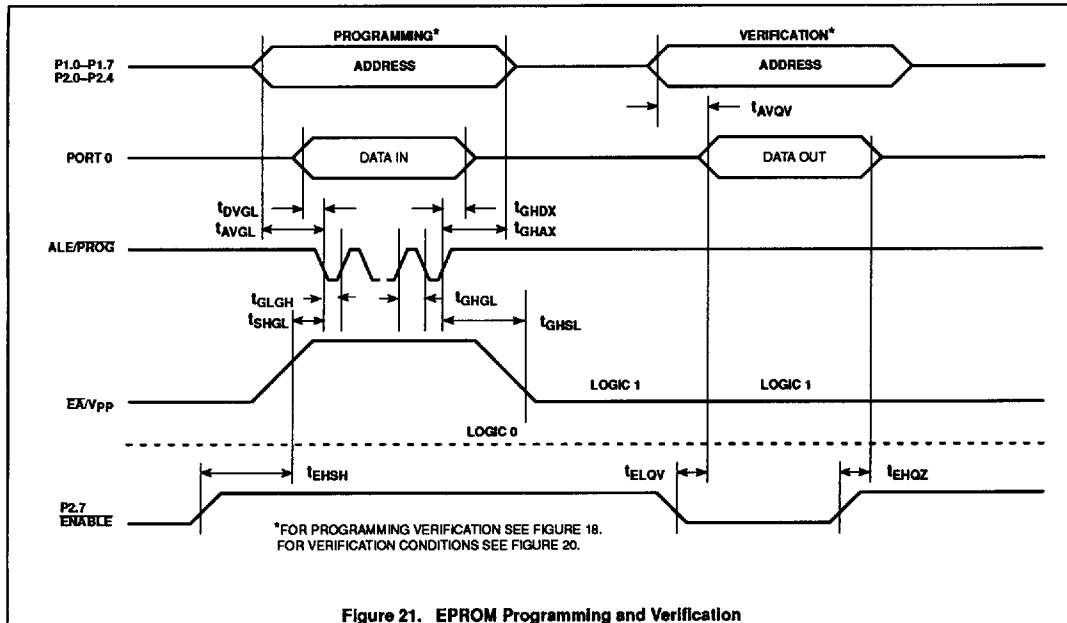 PROGRAMMING* VERIFICATION*
P1.0–P1.7
P2.0–P2.4
ADDRESS ADDRESS
tAVQV
PORT 0 DATA IN DATA OUT
tDVGL tGHDX
tAVGL tGHAX
ALE/PROG
tGLGH tGHGL
tSHGL tGHSL
LOGIC 1 LOGIC 1
EA/VPP
LOGIC 0
tEHSH tELQV tEHQZ
P2.7
ENABLE
*FOR PROGRAMMING VERIFICATION SEE FIGURE 18.
FOR VERIFICATION CONDITIONS SEE FIGURE 20.
Figure 21. EPROM Programming and Verification